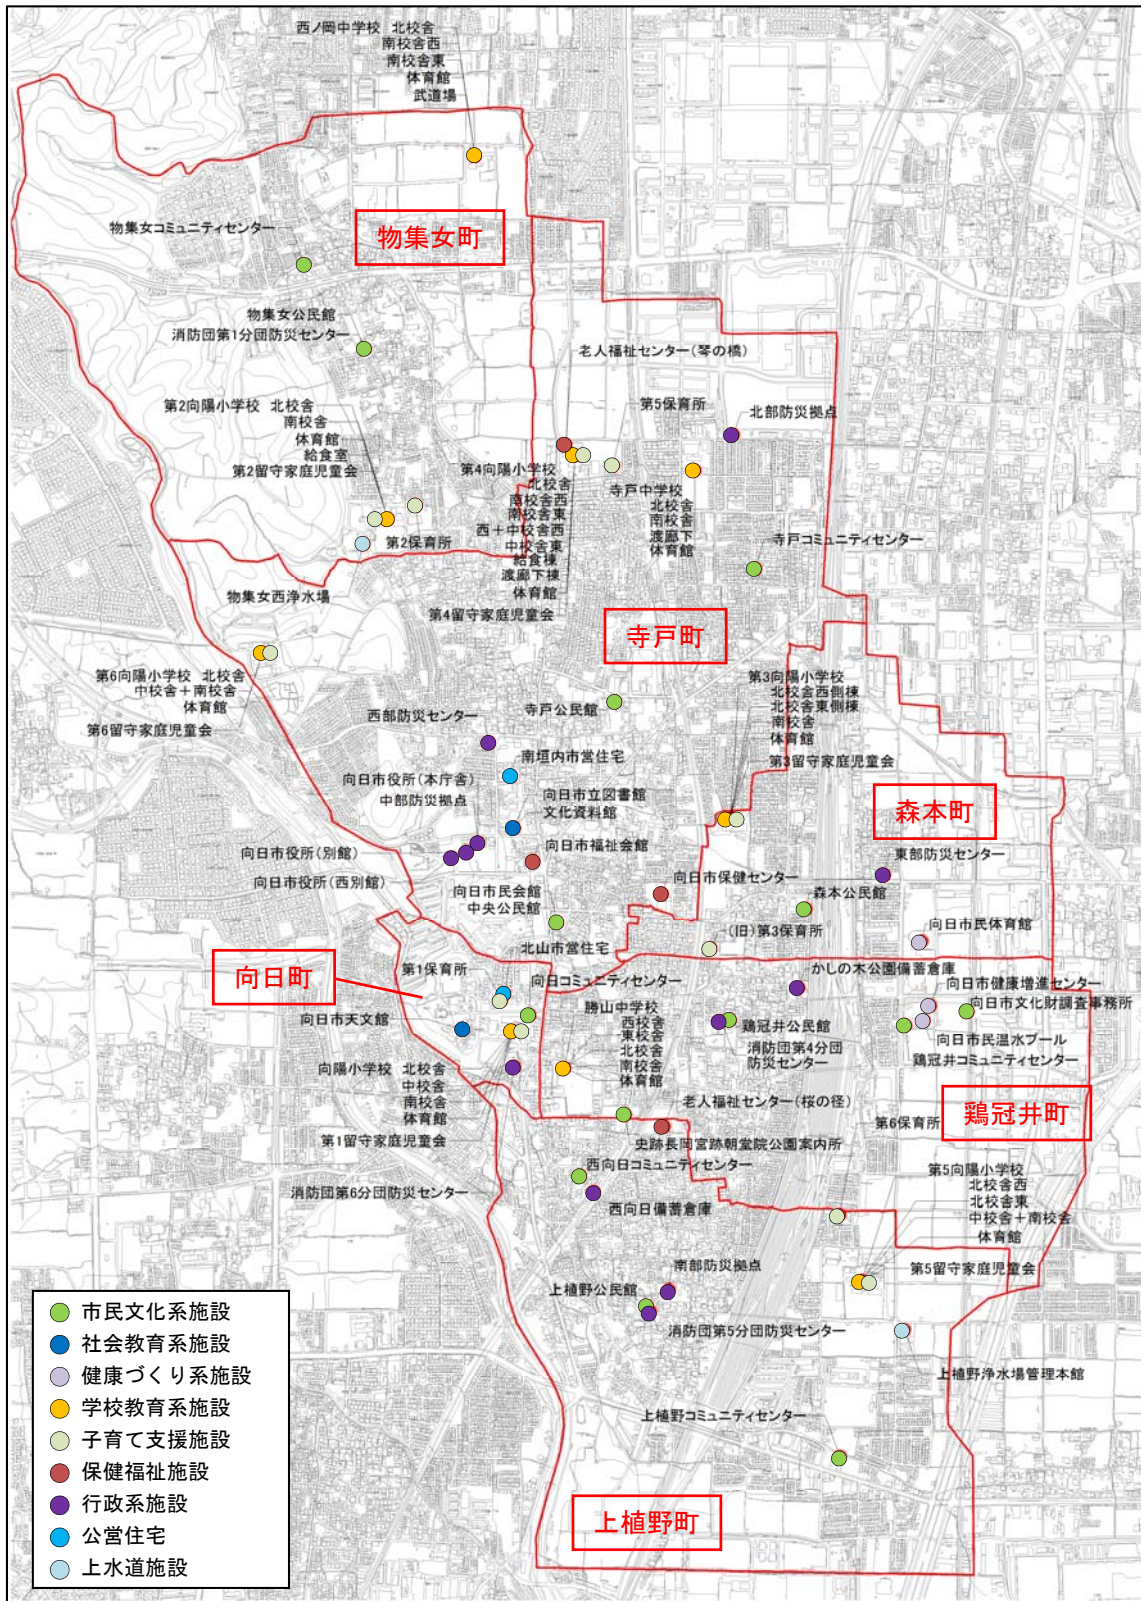 西ノ岡中学校 北校舎
南校舎西
南校舎東
体育館
武道場
物集女コミュニティセンター
物集女町
物集女公民館
消防団第1分団防災センター
老人福祉センター(琴の橋)
第5保育所
北部防災拠点
第2向陽小学校 北校舎
南校舎
体育館
給食室
第2留守家庭児童会
第4向陽小学校
北校舎
南校舎西
南校舎東
西+中校舎西
中校舎東
給食棟
渡廊下棟
体育館
第4留守家庭児童会
寺戸中学校
北校舎
南校舎
渡廊下
体育館
寺戸コミュニティセンター
第2保育所
物集女西浄水場
寺戸町
第6向陽小学校 北校舎
中校舎+南校舎
体育館
第6留守家庭児童会
第3向陽小学校
北校舎西側棟
北校舎東側棟
南校舎
体育館
第3留守家庭児童会
寺戸公民館
西部防災センター
南垣内市営住宅
向日市役所(本庁舎)
中部防災拠点
向日市立図書館
文化資料館
森本町
向日市役所(別館)
向日市福祉会館
東部防災センター
向日市役所(西別館)
向日市民会館
中央公民館
向日市保健センター
森本公民館
向日市民体育館
北山市営住宅
(旧)第3保育所
向日町
第1保育所
向日コミュニティセンター
かしの木公園備蓄倉庫
向日市健康増進センター
向日市文化財調査事務所
向日市天文館
勝山中学校
西校舎
東校舎
北校舎
南校舎
体育館
鶏冠井公民館
消防団第4分団
防災センター
向日市民温水プール
鶏冠井コミュニティセンター
向陽小学校 北校舎
中校舎
南校舎
体育館
第1留守家庭児童会
老人福祉センター(桜の径)
鶏冠井町
第6保育所
史跡長岡宮跡朝堂院公園案内所
西向日コミュニティセンター
消防団第6分団防災センター
西向日備蓄倉庫
第5向陽小学校
北校舎西
北校舎東
中校舎+南校舎
体育館
第5留守家庭児童会
南部防災拠点
上植野公民館
消防団第5分団防災センター
上植野浄水場管理本館
上植野コミュニティセンター
上植野町
市民文化系施設
社会教育系施設
健康づくり系施設
学校教育系施設
子育て支援施設
保健福祉施設
行政系施設
公営住宅
上水道施設